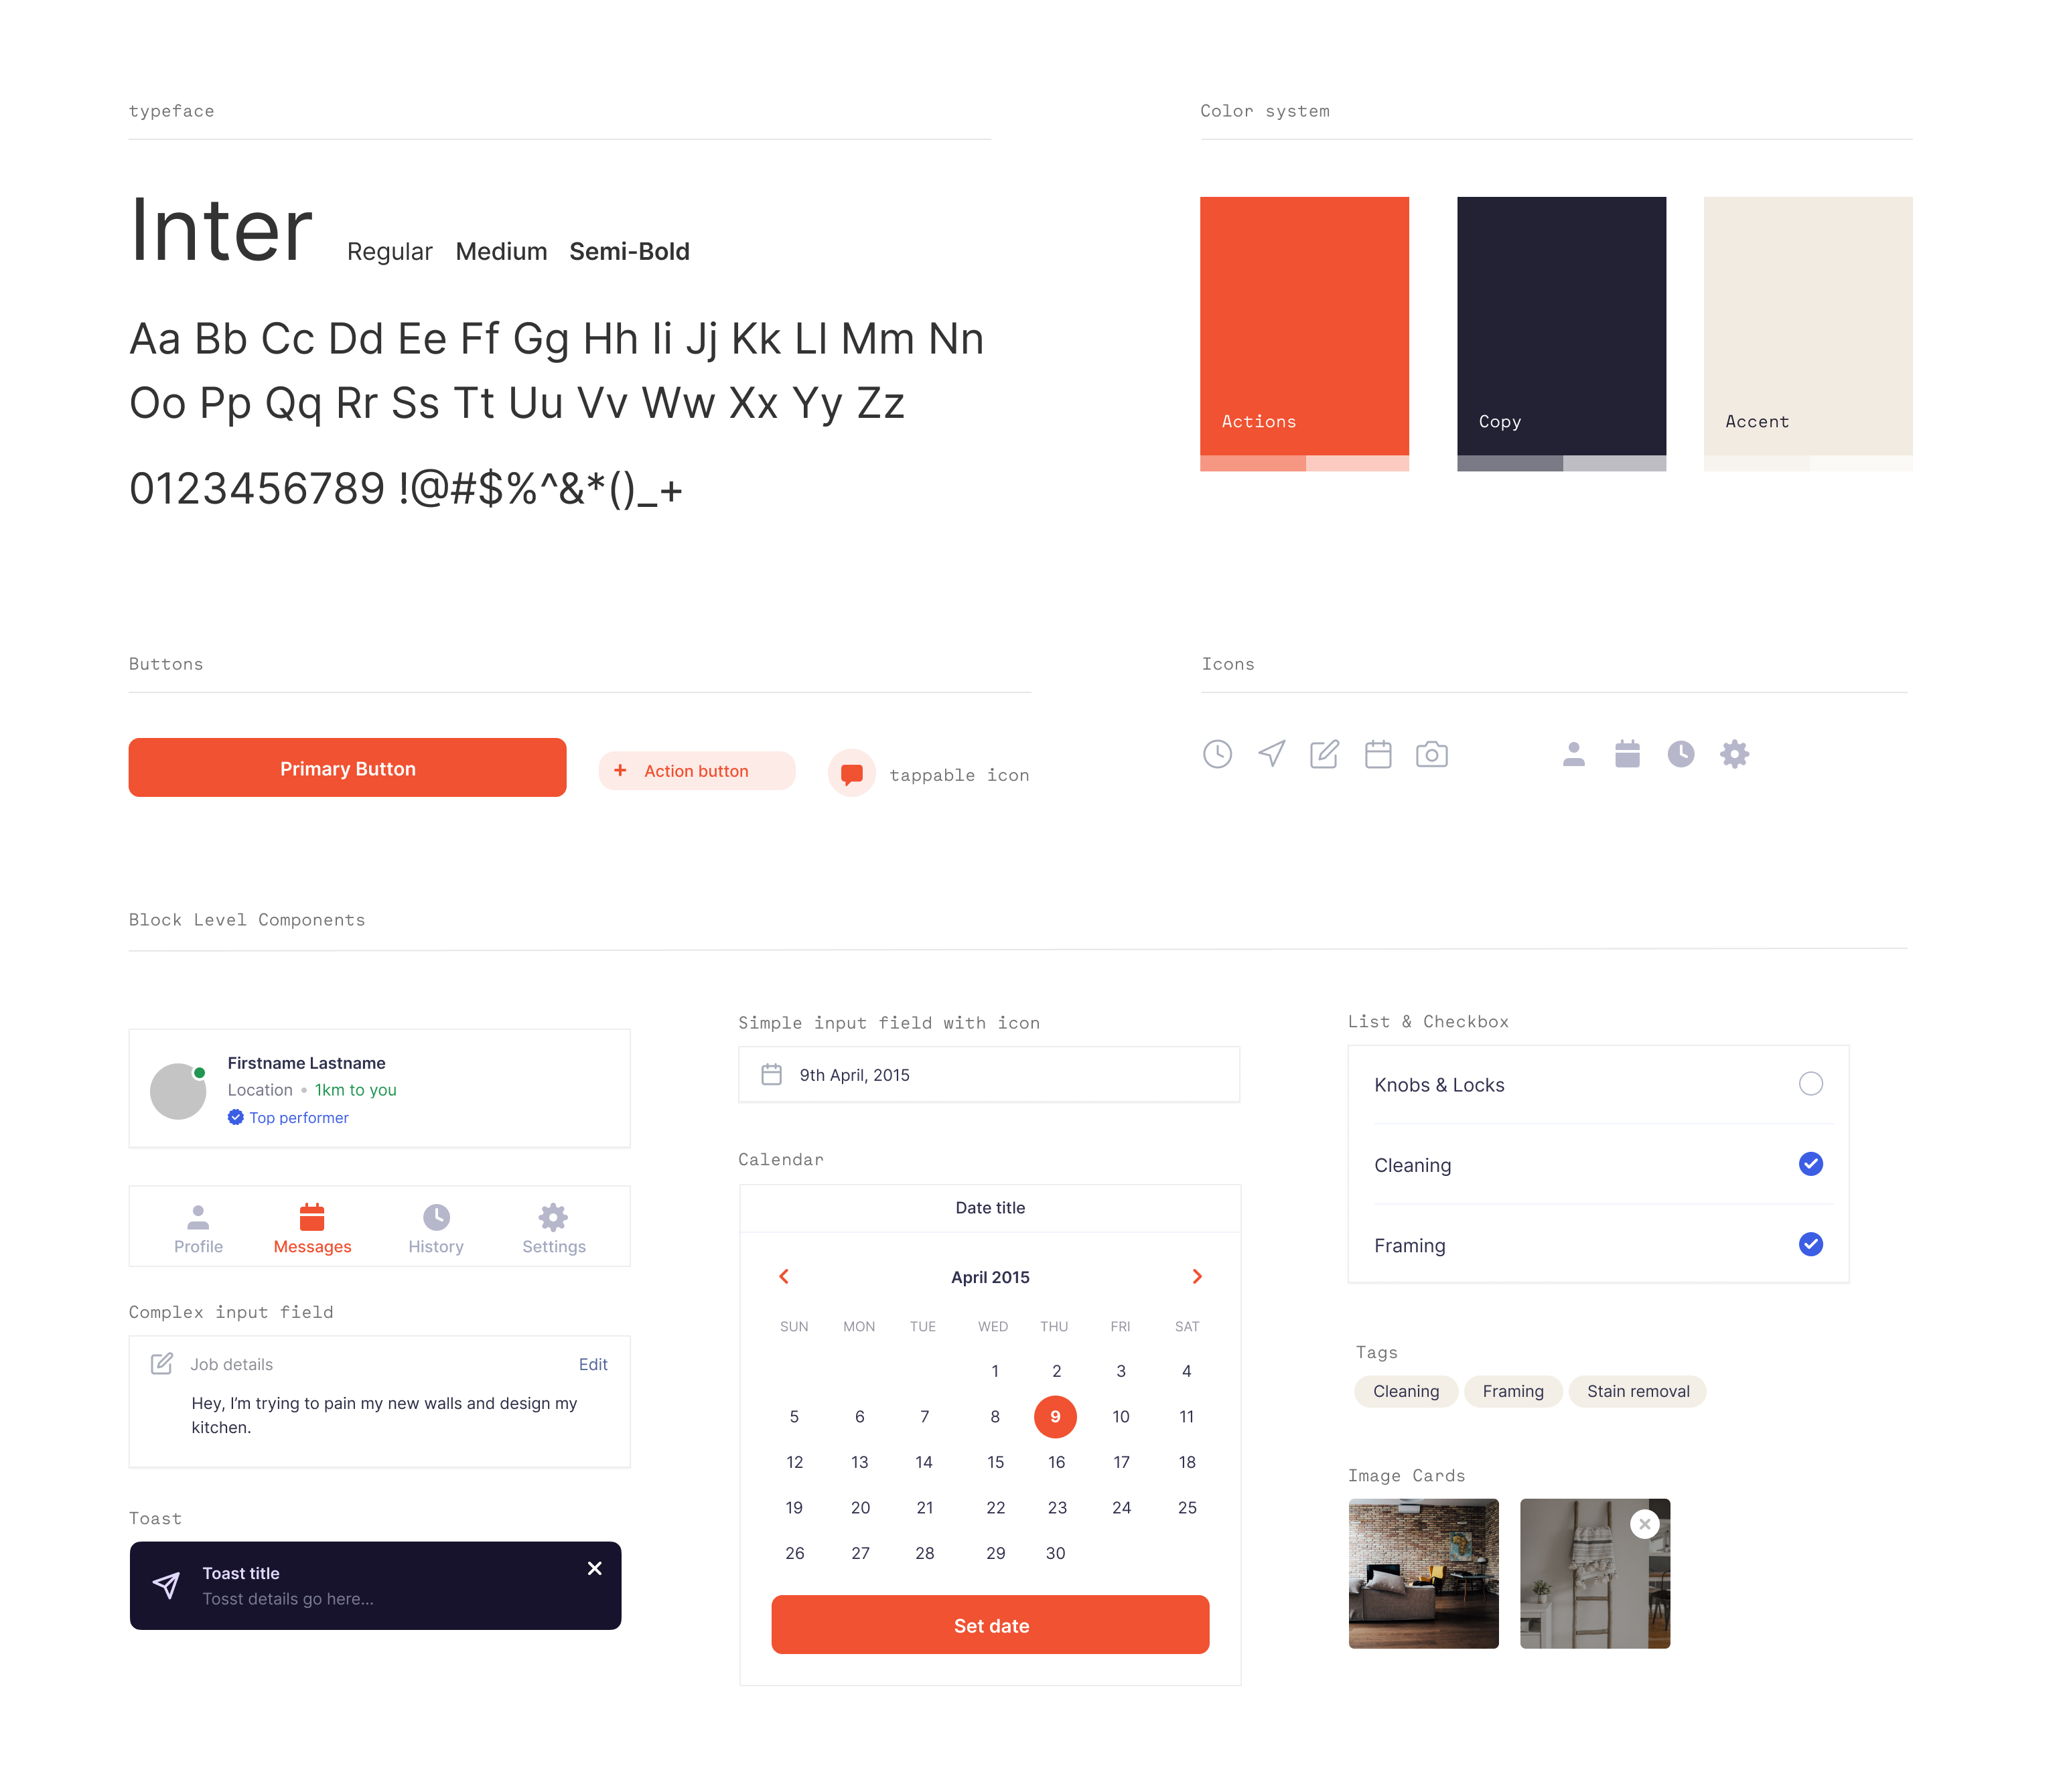 typeface
Inter Regular Medium Semi-Bold
Aa Bb Cc Dd Ee Ff Gg Hh Ii Jj Kk Ll Mm Nn
Oo Pp Qq Rr Ss Tt Uu Vv Ww Xx Yy Zz
0123456789 !@#$%^&*()_+
Color system
Actions
Copy
Accent
Buttons
Primary Button
+ Action button
tappable icon
Icons
Block Level Components
Firstname Lastname
Location • 1km to you
Top performer
Profile Messages History Settings
Complex input field
Job details Edit
Hey, I'm trying to pain my new walls and design my
kitchen.
Toast
Toast title
Tosst details go here...
Simple input field with icon
9th April, 2015
Calendar
Date title
April 2015
SUN MON TUE WED THU FRI SAT
1 2 3 4
5 6 7 8 9 10 11
12 13 14 15 16 17 18
19 20 21 22 23 24 25
26 27 28 29 30
Set date
List & Checkbox
Knobs & Locks
Cleaning
Framing
Tags
Cleaning Framing Stain removal
Image Cards